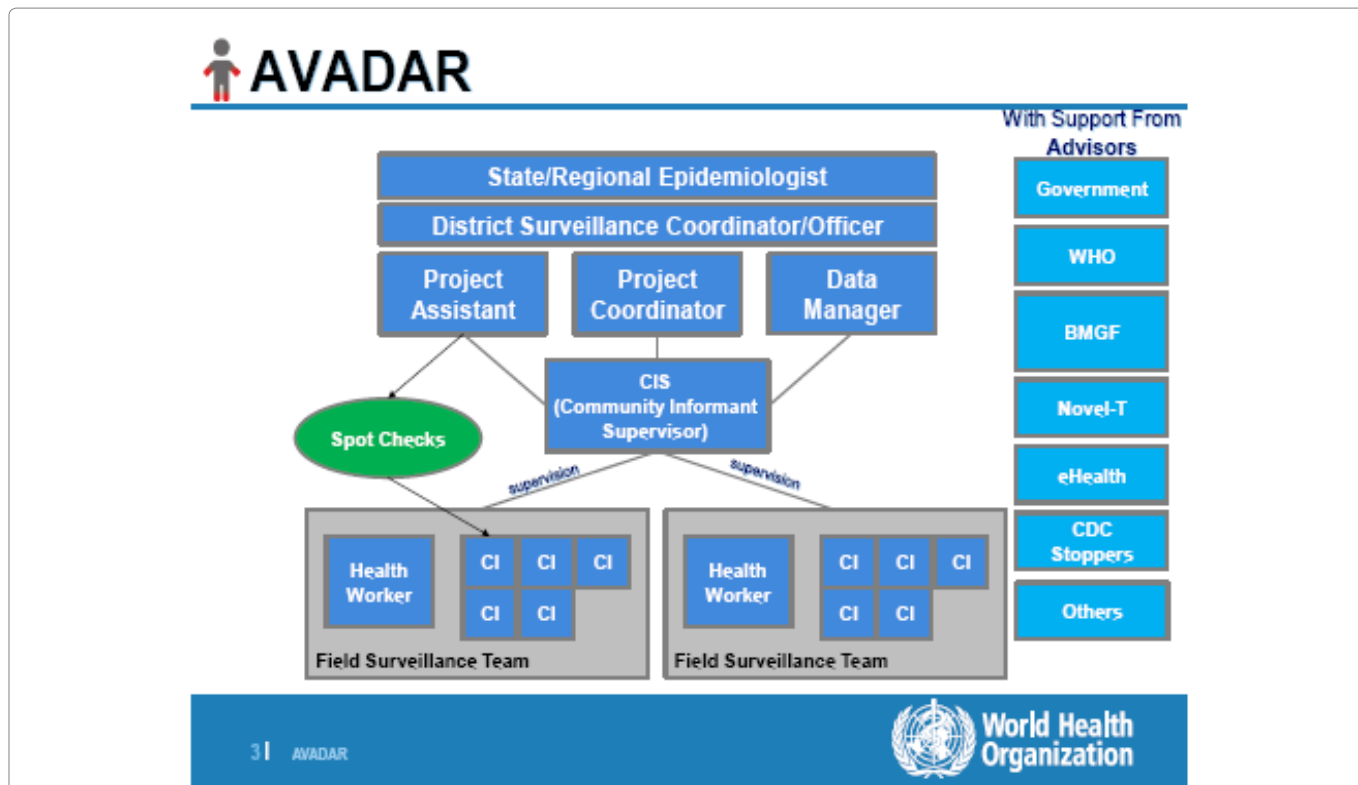 AVADAR
With Support From
Advisors
State/Regional Epidemiologist
District Surveillance Coordinator/Officer
Project
Assistant
Project
Coordinator
Data
Manager
CIS
(Community Informant
Supervisor)
Spot Checks
supervision
supervision
Health
Worker
CI CI CI
CI CI
Field Surveillance Team
Health
Worker
CI CI CI
CI CI
Field Surveillance Team
Government
WHO
BMGF
Novel-T
eHealth
CDC
Stoppers
Others
3 | AVADAR
World Health
Organization